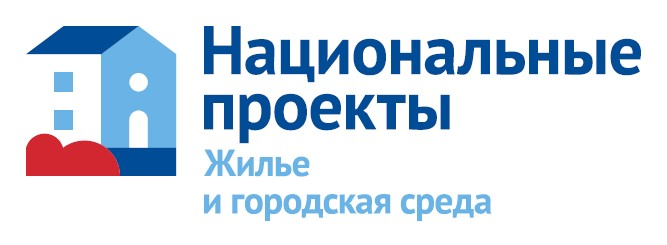 Национальные
проекты
Жилье
и городская среда